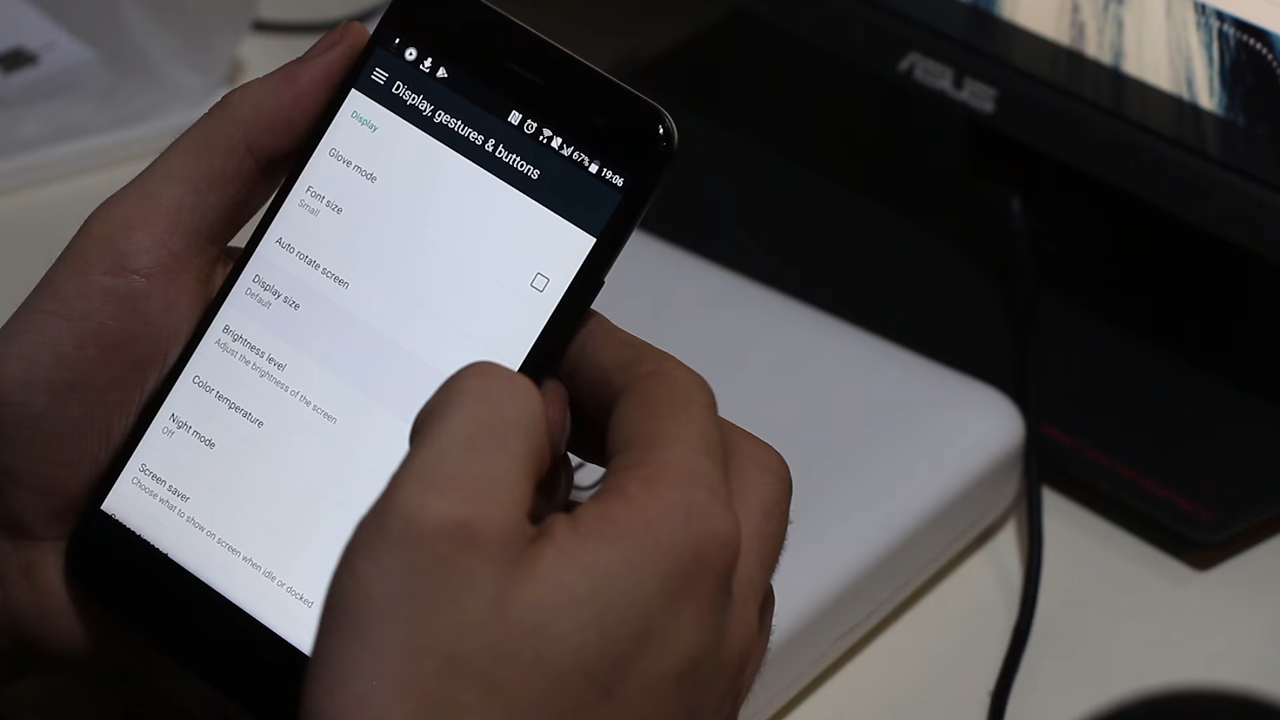 67% 19:06
Display, gestures & buttons
Display
Glove mode
Font size
Small
Auto rotate screen
Display size
Default
Brightness level
Adjust the brightness of the screen
Color temperature
Night mode
Off
Screen saver
Choose what to show on screen when idle or docked
ASUS